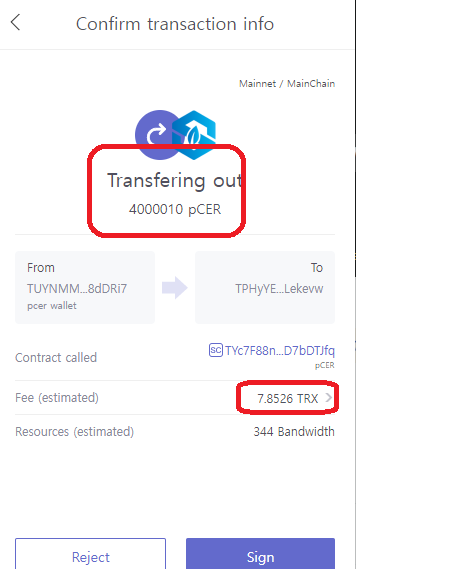 Confirm transaction info
Mainnet / MainChain
Transfering out
4000010 pCER
From
To
TUYNMM...8dDRi7
TPHyYE...Lekevw
pcer wallet
Contract called
SC TYc7F88n...D7bDTJfq
pCER
Fee (estimated)
7.8526 TRX
Resources (estimated)
344 Bandwidth
Reject
Sign